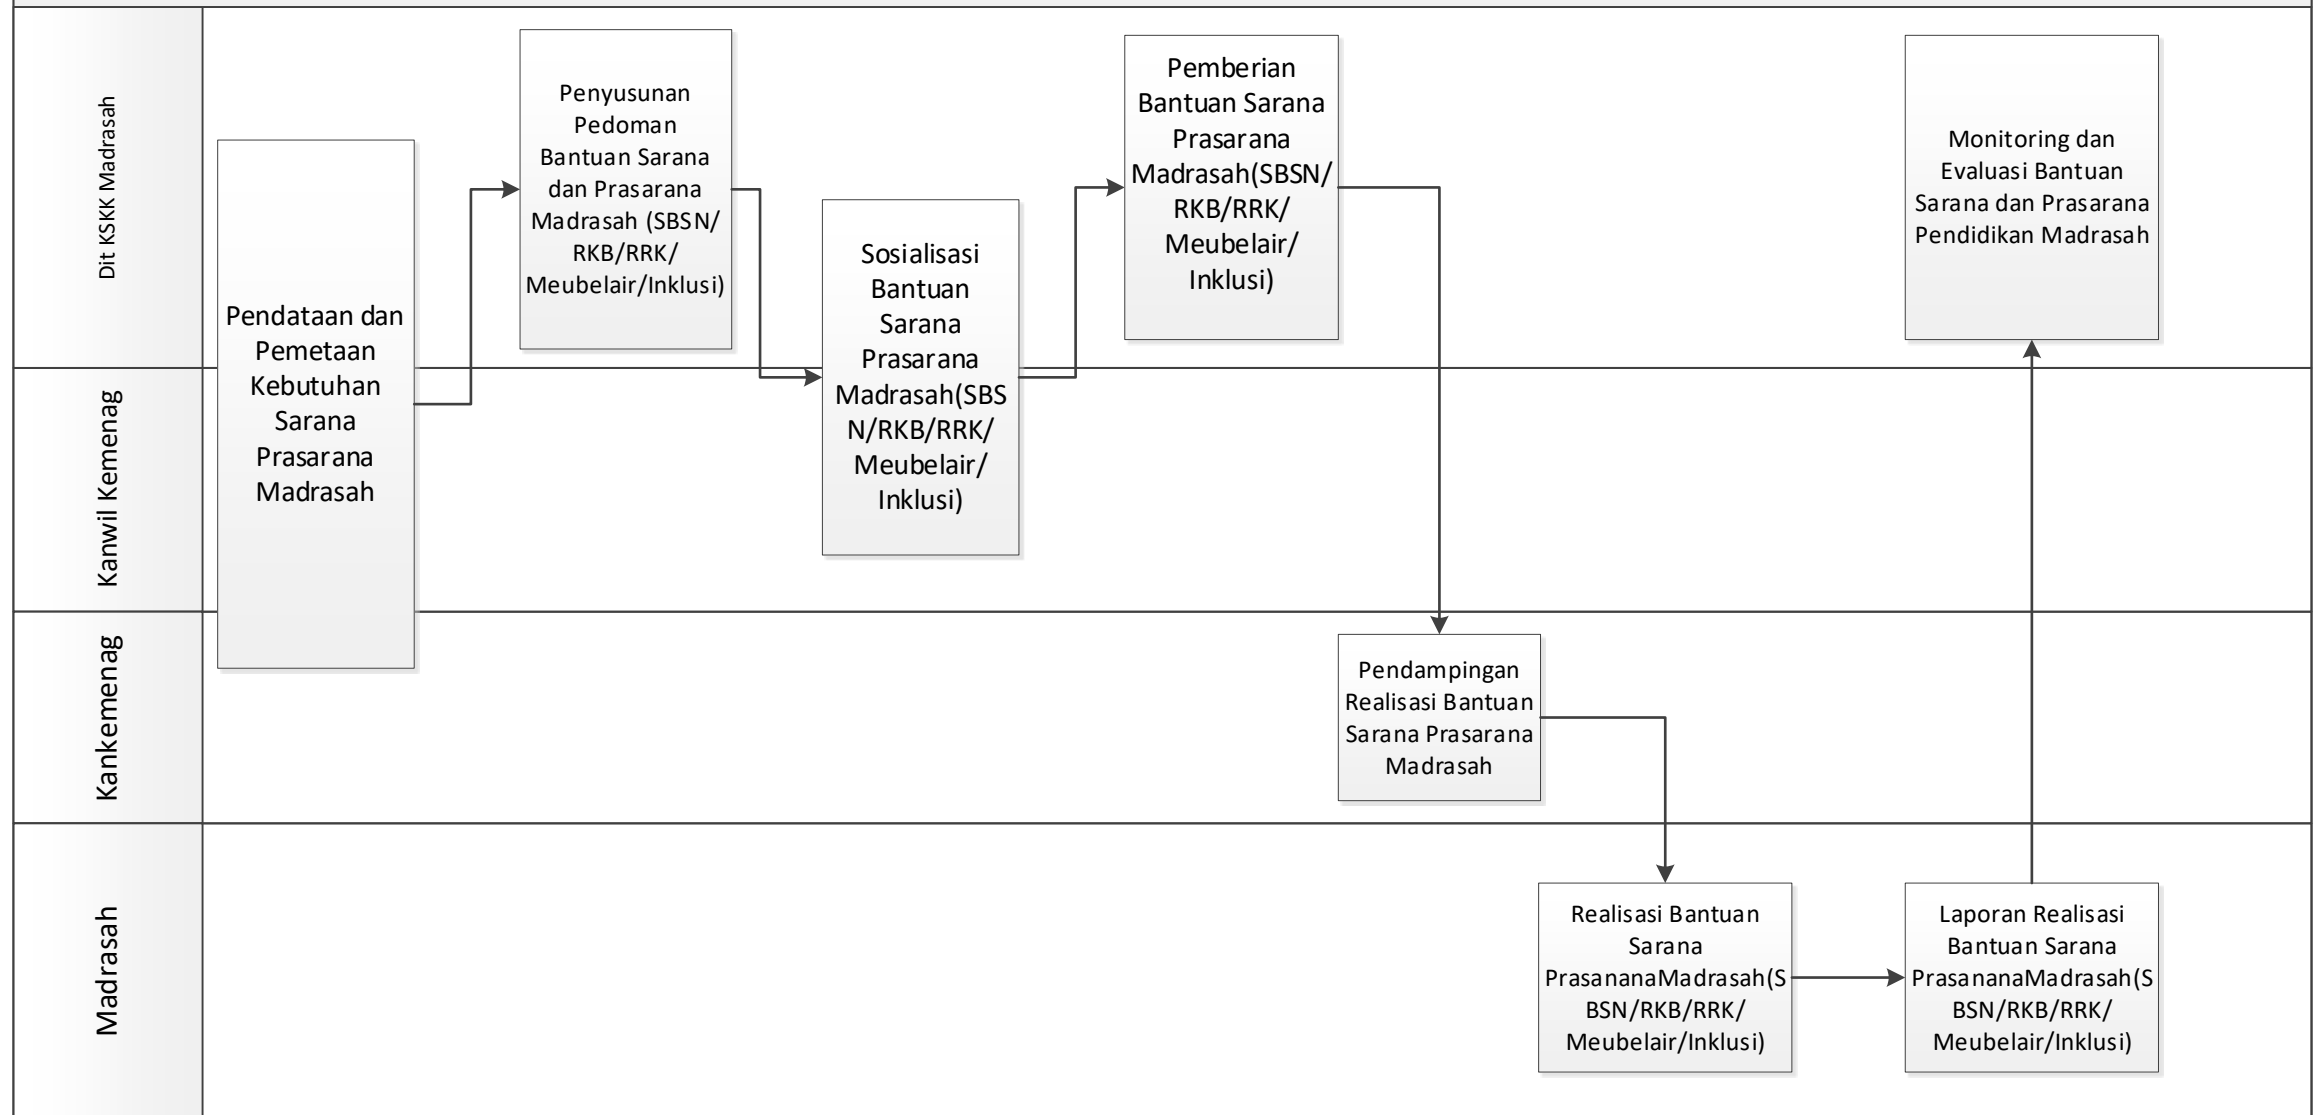 Dit KSKK Madrasah
Kanwil Kemenag
Kankemenag
Madrasah
Pendataan dan
Pemetaan
Kebutuhan
Sarana
Prasarana
Madrasah
Penyusunan
Pedoman
Bantuan Sarana
dan Prasarana
Madrasah (SBSN/
RKB/RRK/
Meubelair/Inklusi)
Sosialisasi
Bantuan
Sarana
Prasarana
Madrasah(SBS
N/RKB/RRK/
Meubelair/
Inklusi)
Pemberian
Bantuan Sarana
Prasarana
Madrasah(SBSN/
RKB/RRK/
Meubelair/
Inklusi)
Pendampingan
Realisasi Bantuan
Sarana Prasarana
Madrasah
Realisasi Bantuan
Sarana
PrasananaMadrasah(S
BSN/RKB/RRK/
Meubelair/Inklusi)
Laporan Realisasi
Bantuan Sarana
PrasananaMadrasah(S
BSN/RKB/RRK/
Meubelair/Inklusi)
Monitoring dan
Evaluasi Bantuan
Sarana dan Prasarana
Pendidikan Madrasah